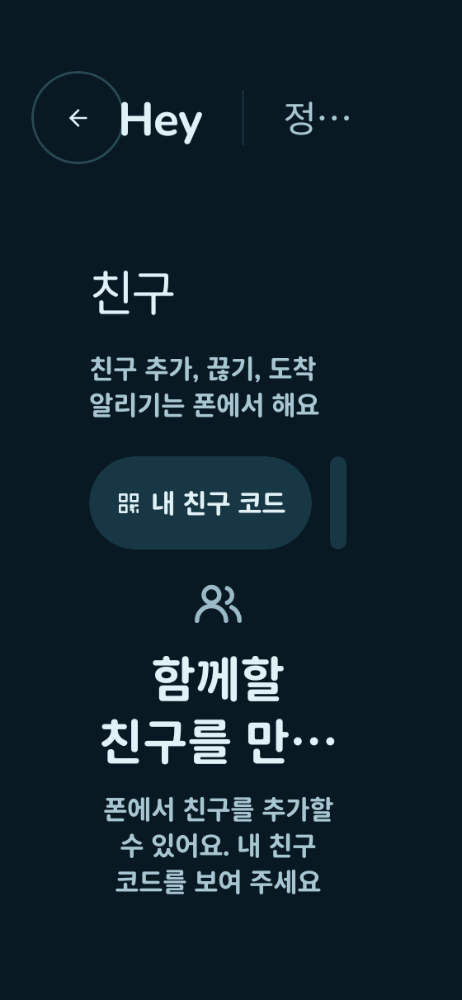 Hey
정…
친구
친구 추가, 끊기, 도착
알리기는 폰에서 해요
내 친구 코드
함께할
친구를 만…
폰에서 친구를 추가할
수 있어요. 내 친구
코드를 보여 주세요